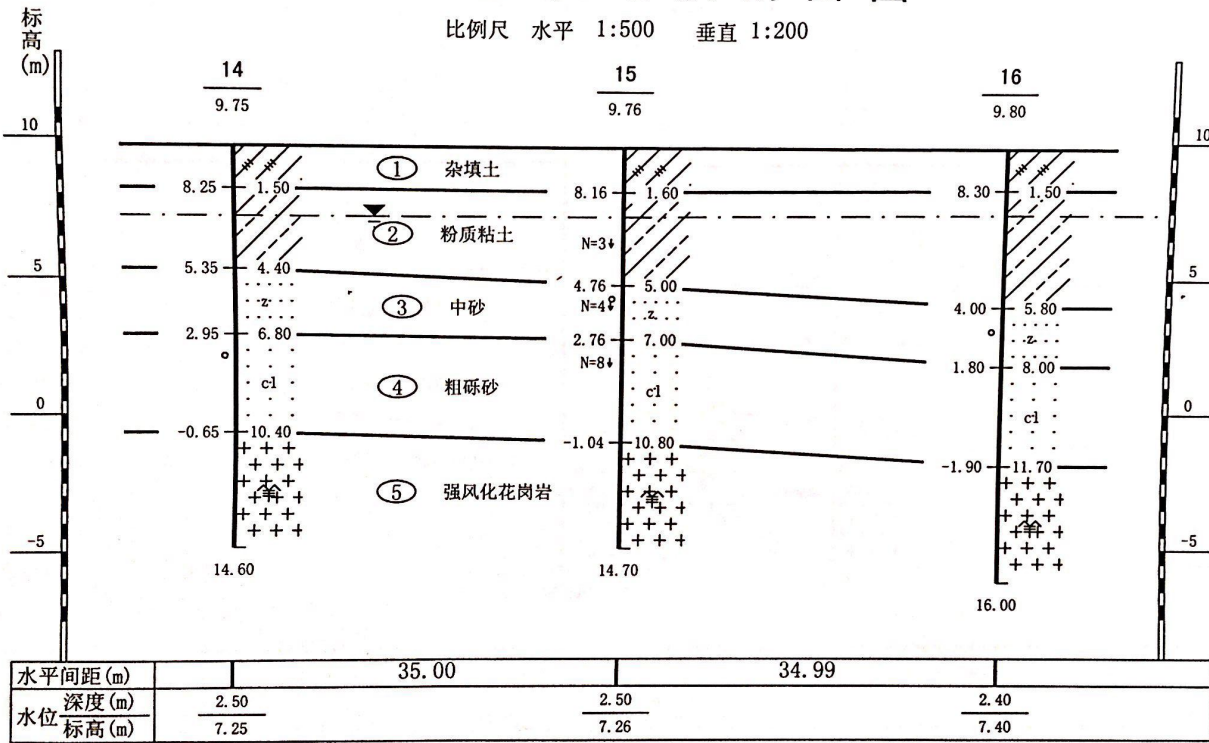 比例尺 水平 1:500 垂直 1:200
标高(m)
14 15 16
9.75 9.76 9.80
10 10
① 杂填土
8.25 1.50 8.16 1.60 8.30 1.50
② 粉质粘土
N=3
5 5
5.35 4.40 4.76 5.00 4.00 5.80
③ 中砂
N=4
z z z
2.95 6.80 2.76 7.00 1.80 8.00
N=8
④ 粗砾砂
cl cl cl
0 0
-0.65 10.40 -1.04 10.80 -1.90 11.70
⑤ 强风化花岗岩
-5 -5
14.60 14.70 16.00
水平间距(m) 35.00 34.99
水位 深度(m) 2.50 2.50 2.40
标高(m) 7.25 7.26 7.40